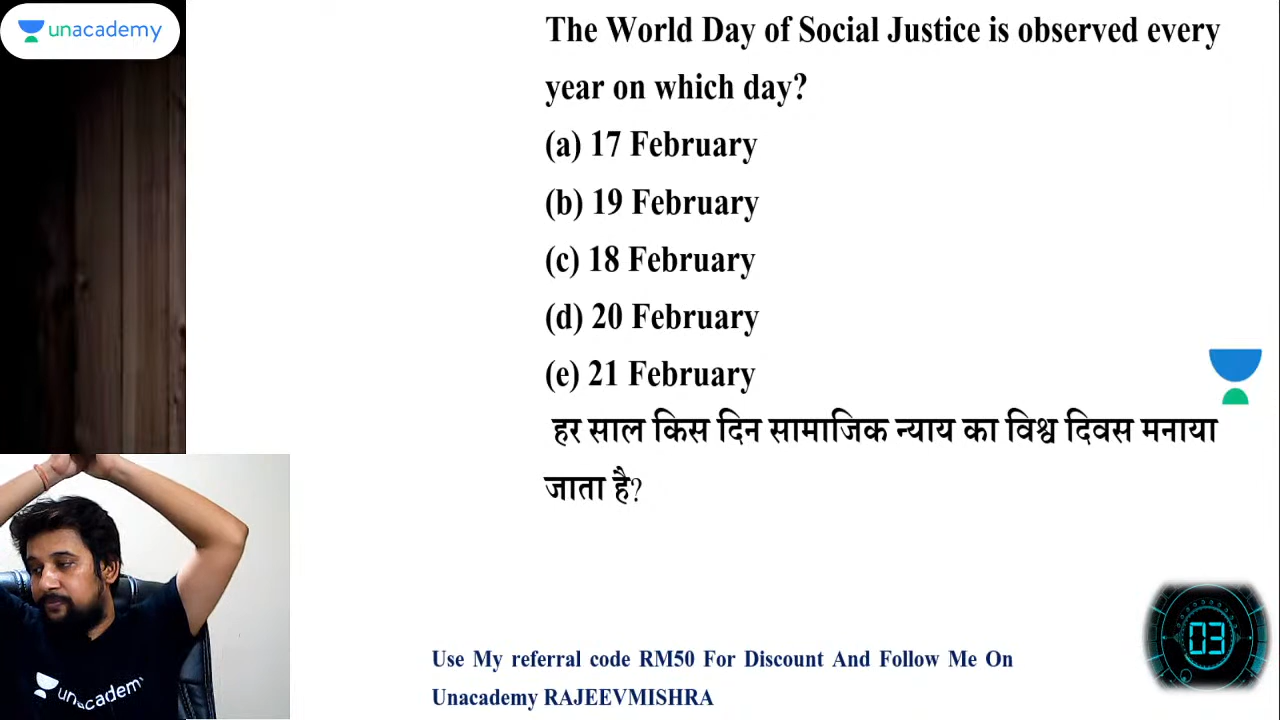 unacademy
The World Day of Social Justice is observed every
year on which day?
(a) 17 February
(b) 19 February
(c) 18 February
(d) 20 February
(e) 21 February
हर साल किस दिन सामाजिक न्याय का विश्व दिवस मनाया
जाता है?
03
unacademy
Use My referral code RM50 For Discount And Follow Me On
Unacademy RAJEEVMISHRA